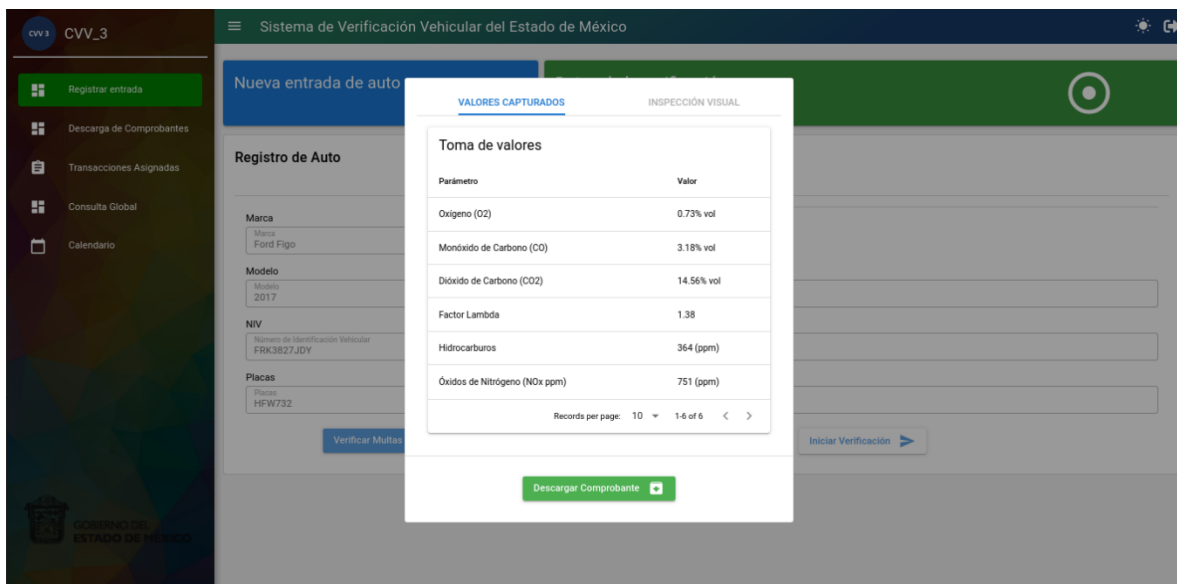 CVV 3 CVV_3
Sistema de Verificación Vehicular del Estado de México
Registrar entrada
Descarga de Comprobantes
Transacciones Asignadas
Consulta Global
Calendario
GOBIERNO DEL
ESTADO DE MÉXICO
Nueva entrada de auto
Registro de Auto
Marca
Marca
Ford Figo
Modelo
Modelo
2017
NIV
Número de Identificación Vehicular
FRK3827JDY
Placas
Placas
HFW732
Verificar Multas
Iniciar Verificación
VALORES CAPTURADOS INSPECCIÓN VISUAL
Toma de valores
Parámetro Valor
Oxígeno (O2) 0.73% vol
Monóxido de Carbono (CO) 3.18% vol
Dióxido de Carbono (CO2) 14.56% vol
Factor Lambda 1.38
Hidrocarburos 364 (ppm)
Óxidos de Nitrógeno (NOx ppm) 751 (ppm)
Records per page: 10 1-6 of 6
Descargar Comprobante